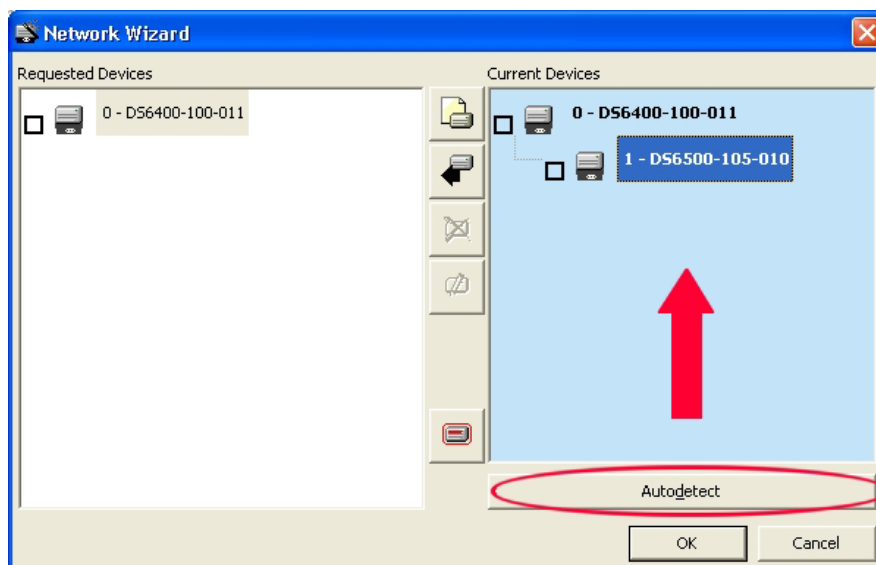 Network Wizard
Requested Devices
Current Devices
0 - DS6400-100-011
0 - DS6400-100-011
1 - DS6500-105-010
Autodetect
OK
Cancel